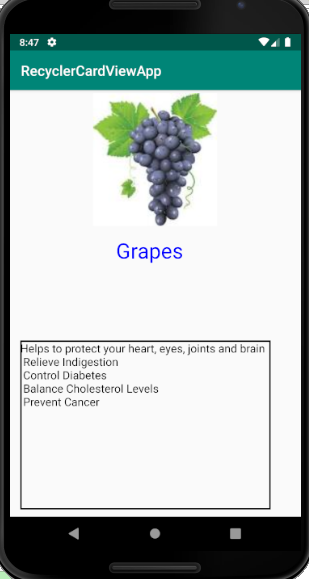 8:47
RecyclerCardViewApp
Grapes
Helps to protect your heart, eyes, joints and brain
Relieve Indigestion
Control Diabetes
Balance Cholesterol Levels
Prevent Cancer